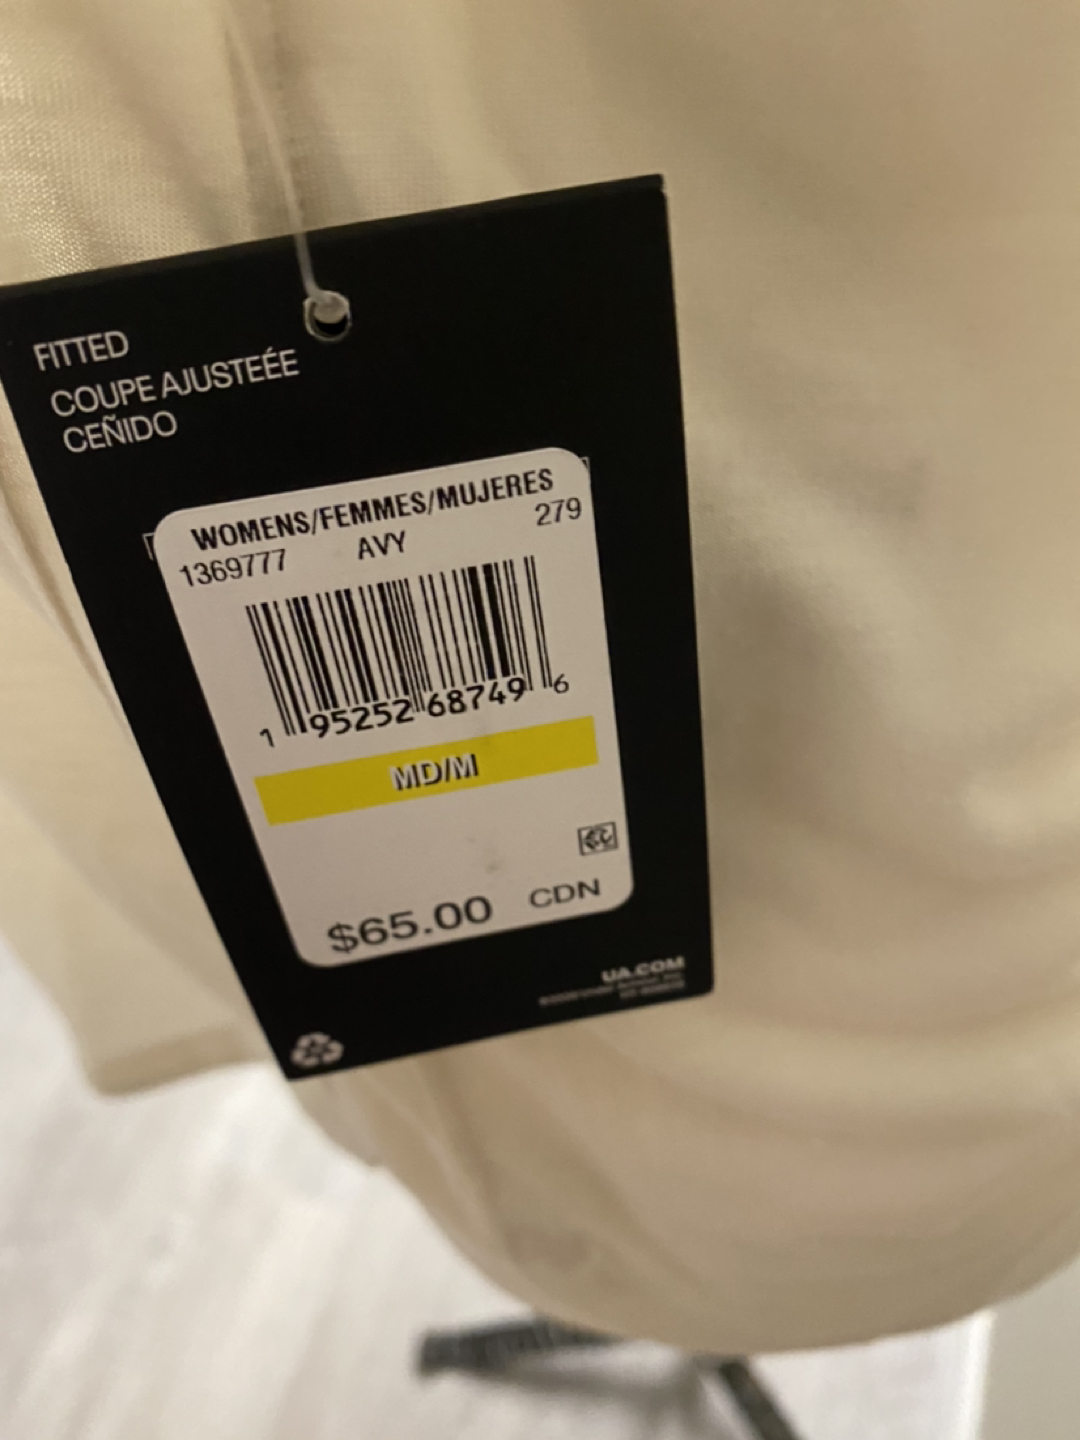 FITTED
COUPE AJUSTEÉE
CEÑIDO
WOMENS/FEMMES/MUJERES
1369777 AVY 279
1 95252 68749 6
MD/M
$65.00 CDN
UA.COM